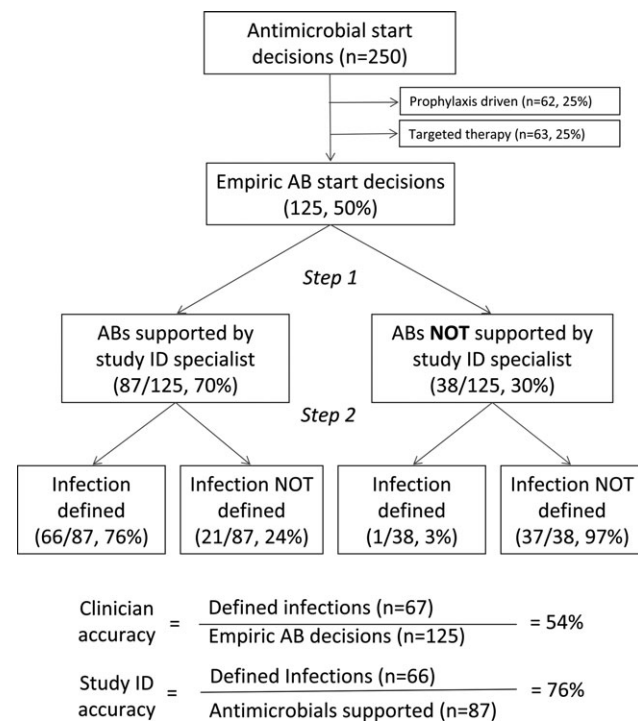 Antimicrobial start
decisions (n=250)
Prophylaxis driven (n=62, 25%)
Targeted therapy (n=63, 25%)
Empiric AB start decisions
(125, 50%)
Step 1
ABs supported by
study ID specialist
(87/125, 70%)
ABs NOT supported by
study ID specialist
(38/125, 30%)
Step 2
Infection
defined
(66/87, 76%)
Infection NOT
defined
(21/87, 24%)
Infection
defined
(1/38, 3%)
Infection NOT
defined
(37/38, 97%)
Clinician
accuracy
=
Defined infections (n=67)
Empiric AB decisions (n=125)
= 54%
Study ID
accuracy
=
Defined Infections (n=66)
Antimicrobials supported (n=87)
= 76%